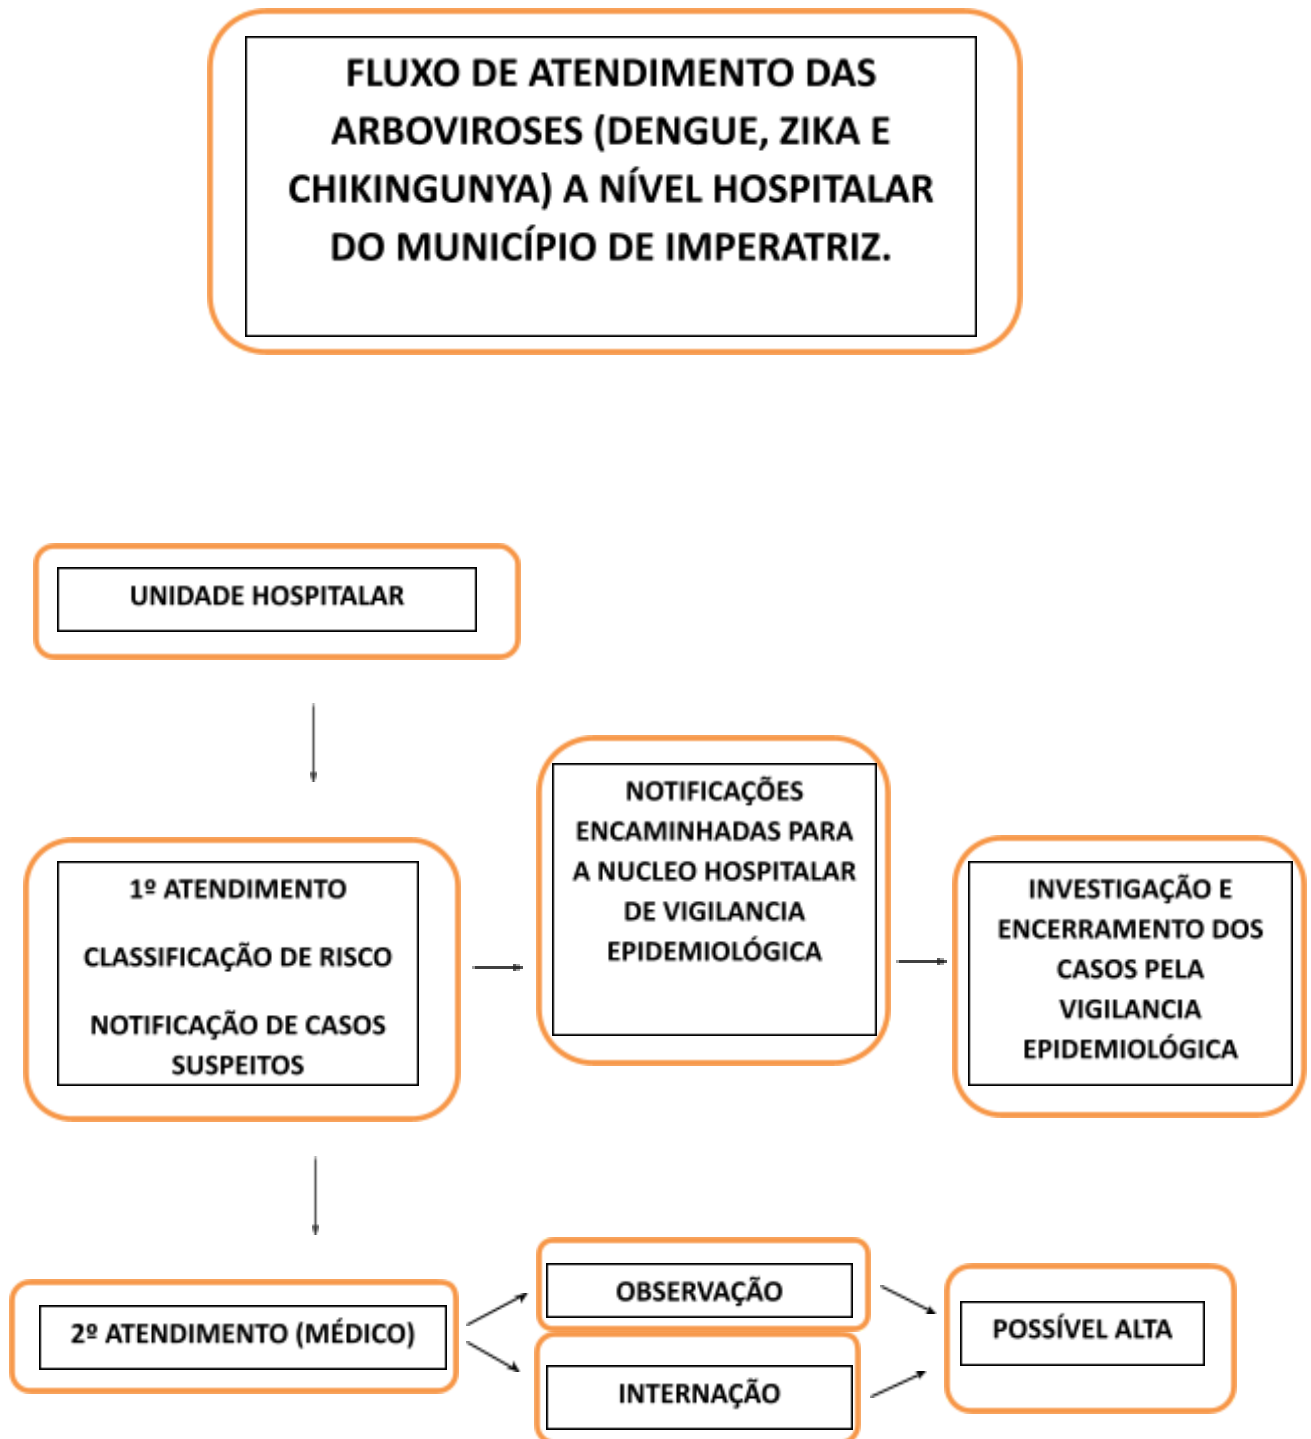 FLUXO DE ATENDIMENTO DAS
ARBOVIROSES (DENGUE, ZIKA E
CHIKINGUNYA) A NÍVEL HOSPITALAR
DO MUNICÍPIO DE IMPERATRIZ.
UNIDADE HOSPITALAR
1º ATENDIMENTO
CLASSIFICAÇÃO DE RISCO
NOTIFICAÇÃO DE CASOS
SUSPEITOS
NOTIFICAÇÕES
ENCAMINHADAS PARA
A NUCLEO HOSPITALAR
DE VIGILANCIA
EPIDEMIOLÓGICA
INVESTIGAÇÃO E
ENCERRAMENTO DOS
CASOS PELA
VIGILANCIA
EPIDEMIOLÓGICA
2º ATENDIMENTO (MÉDICO)
OBSERVAÇÃO
INTERNAÇÃO
POSSÍVEL ALTA